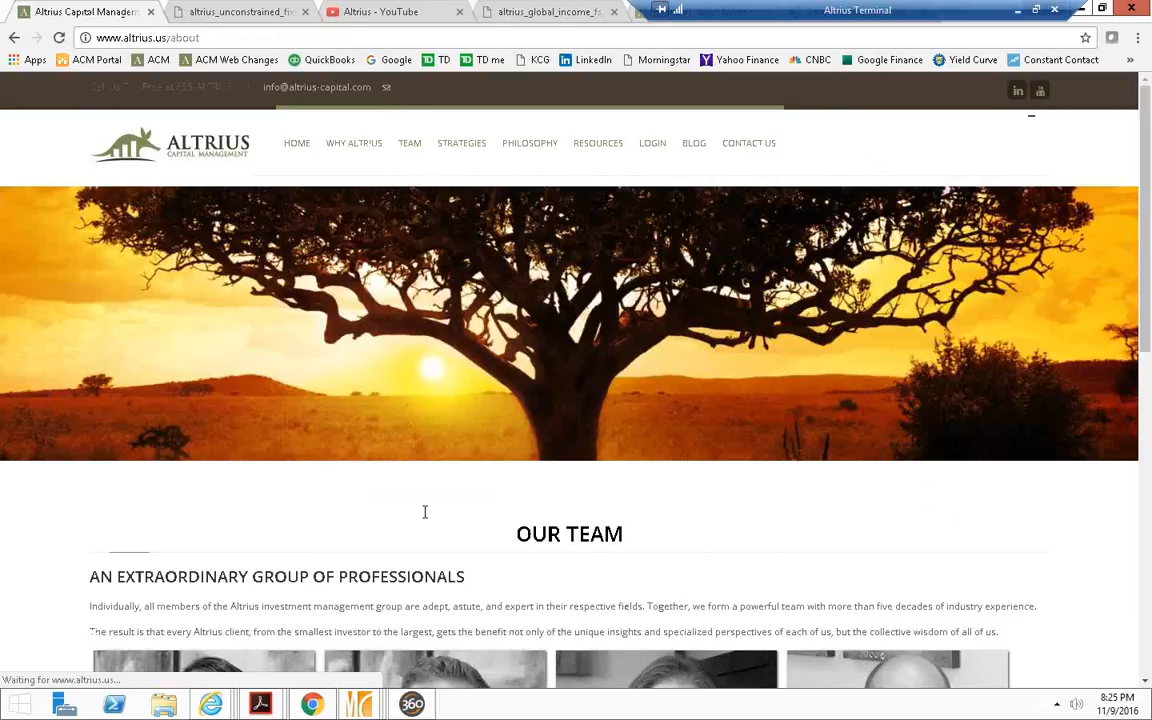 Altrius Capital Managem
altrius_unconstrained_fix
Altrius - YouTube
altrius_global_income_fs
Altrius Terminal
www.altrius.us/about
Apps
ACM Portal
ACM
ACM Web Changes
QuickBooks
Google
TD
TD me
KCG
LinkedIn
Morningstar
Yahoo Finance
CNBC
Google Finance
Yield Curve
Constant Contact
info@altrius-capital.com
ALTRIUS
CAPITAL MANAGEMENT
HOME
WHY ALTRIUS
TEAM
STRATEGIES
PHILOSOPHY
RESOURCES
LOGIN
BLOG
CONTACT US
OUR TEAM
AN EXTRAORDINARY GROUP OF PROFESSIONALS
Individually, all members of the Altrius investment management group are adept, astute, and expert in their respective fields. Together, we form a powerful team with more than five decades of industry experience.
The result is that every Altrius client, from the smallest investor to the largest, gets the benefit not only of the unique insights and specialized perspectives of each of us, but the collective wisdom of all of us.
Waiting for www.altrius.us...
360
8:25 PM
11/9/2016